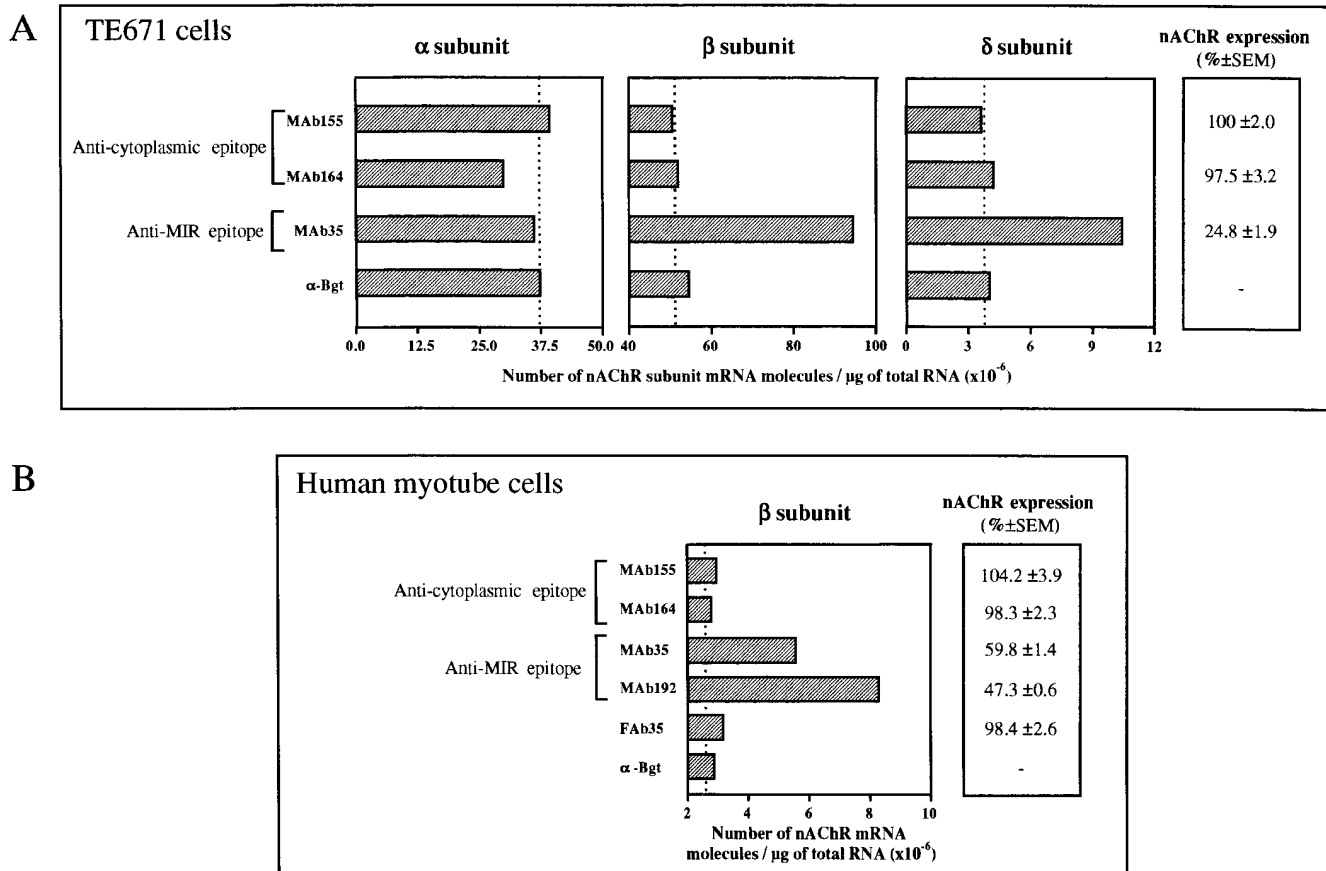 A
TE671 cells
α subunit
β subunit
δ subunit
nAChR expression
(%±SEM)
Anti-cytoplasmic epitope
MAb155
MAb164
Anti-MIR epitope
MAb35
α-Bgt
100 ±2.0
97.5 ±3.2
24.8 ±1.9
-
0.0 12.5 25.0 37.5 50.0
40 60 80 100
0 3 6 9 12
Number of nAChR subunit mRNA molecules / μg of total RNA (x10⁻⁶)
B
Human myotube cells
β subunit
nAChR expression
(%±SEM)
Anti-cytoplasmic epitope
MAb155
MAb164
Anti-MIR epitope
MAb35
MAb192
FAb35
α-Bgt
104.2 ±3.9
98.3 ±2.3
59.8 ±1.4
47.3 ±0.6
98.4 ±2.6
-
2 4 6 8 10
Number of nAChR mRNA
molecules / μg of total RNA (x10⁻⁶)